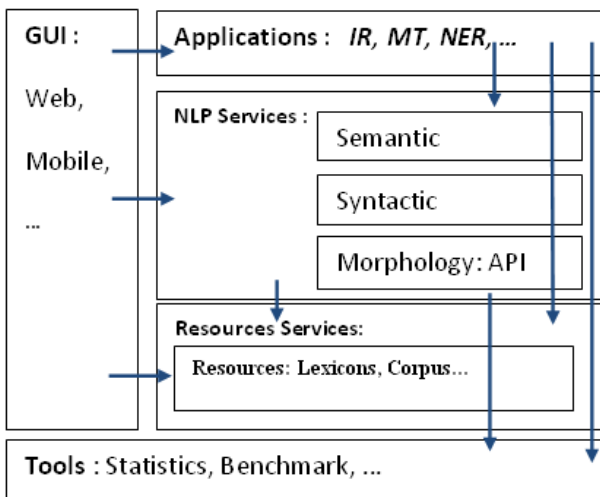 GUI :
Web,
Mobile,
...
Applications : IR, MT, NER, ...
NLP Services :
Semantic
Syntactic
Morphology: API
Resources Services:
Resources: Lexicons, Corpus...
Tools : Statistics, Benchmark, ...